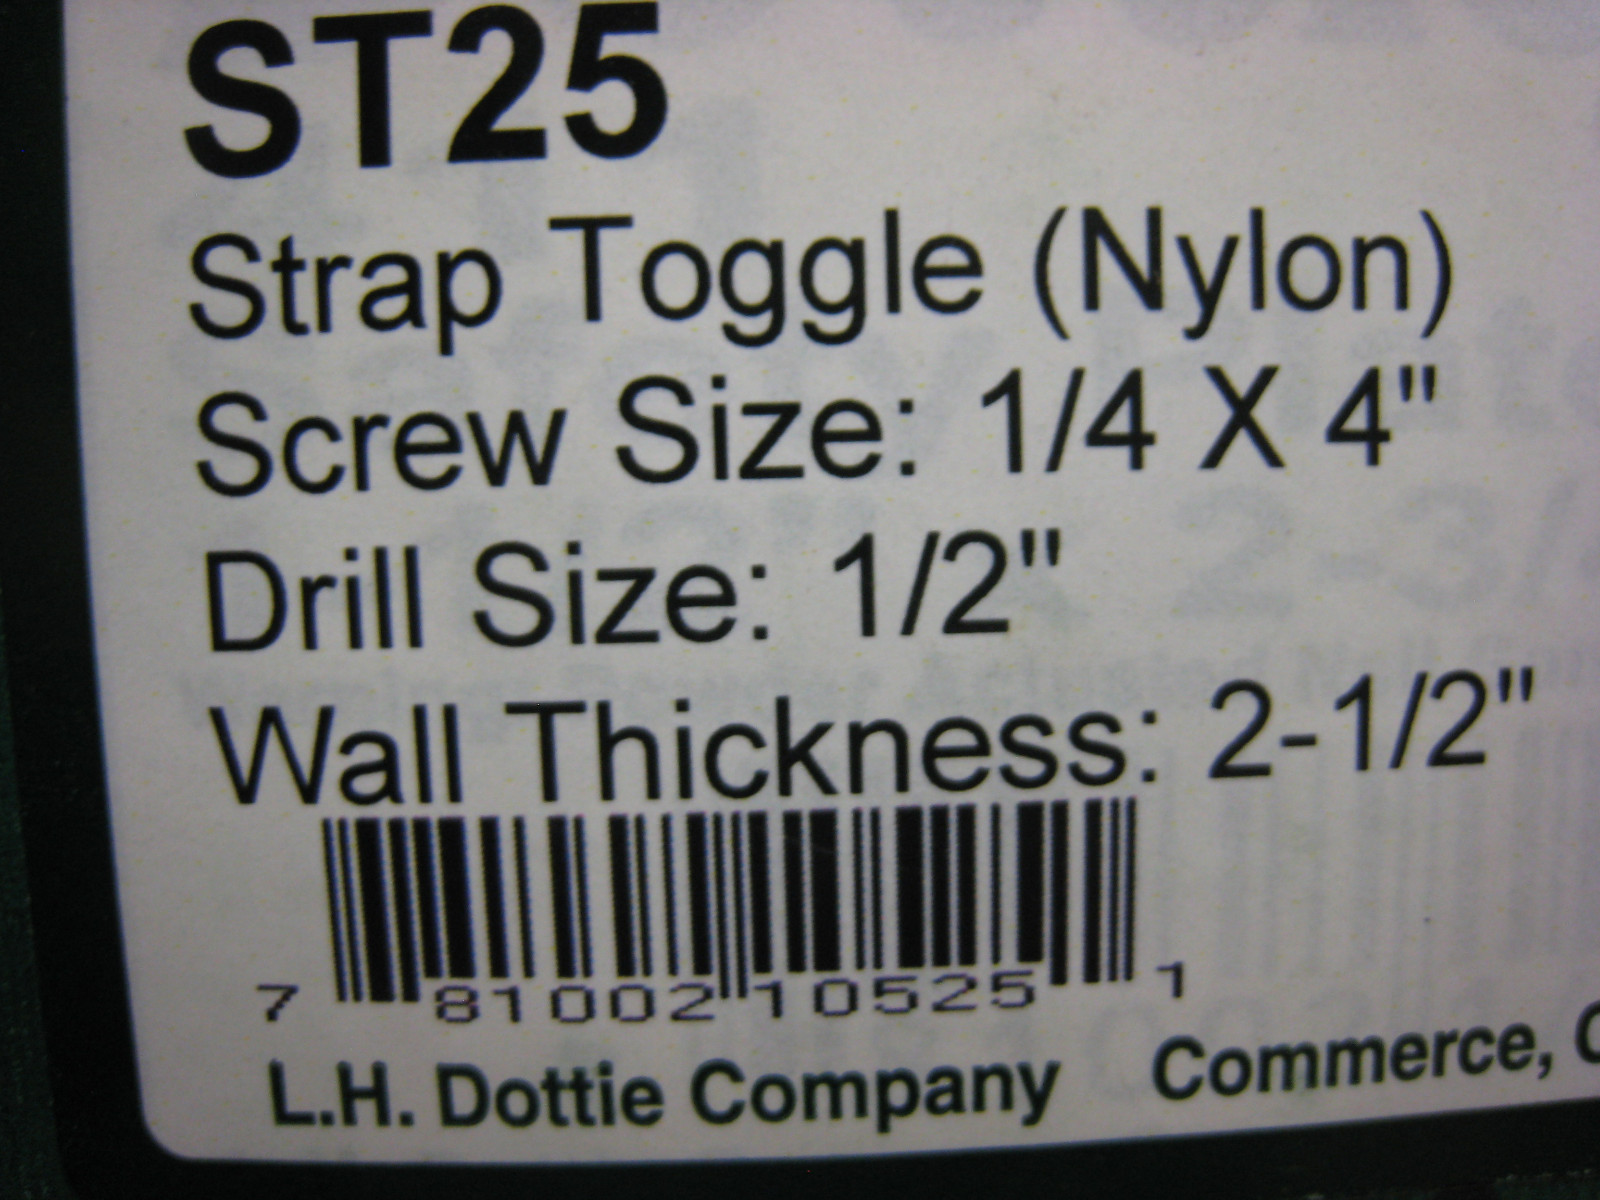 ST25
Strap Toggle (Nylon)
Screw Size: 1/4 X 4"
Drill Size: 1/2"
Wall Thickness: 2-1/2"
7 81002 10525 1
L.H. Dottie Company Commerce, C